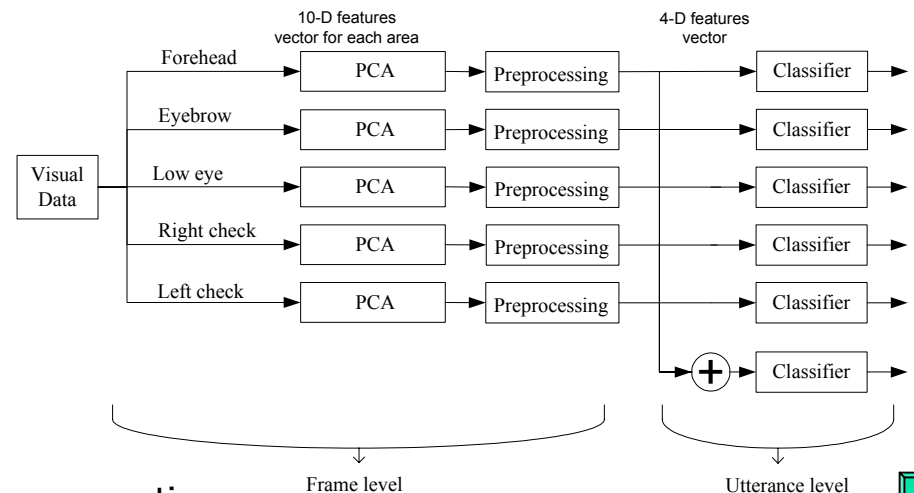 10-D features
vector for each area
4-D features
vector
Forehead
PCA
Preprocessing
Classifier
Eyebrow
PCA
Preprocessing
Classifier
Visual
Data
Low eye
PCA
Preprocessing
Classifier
Right check
PCA
Preprocessing
Classifier
Left check
PCA
Preprocessing
Classifier
+
Classifier
Frame level
Utterance level